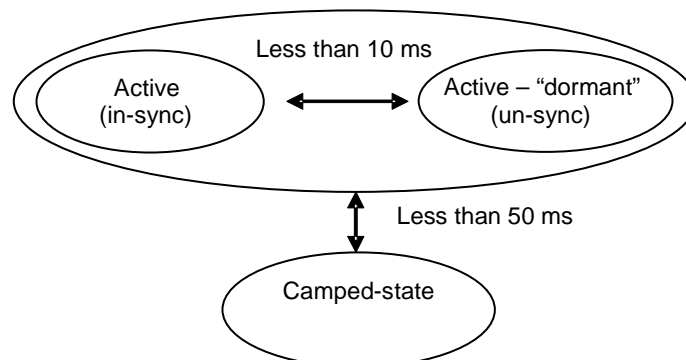 Less than 10 ms
Active
(in-sync)
Active – “dormant”
(un-sync)
Less than 50 ms
Camped-state